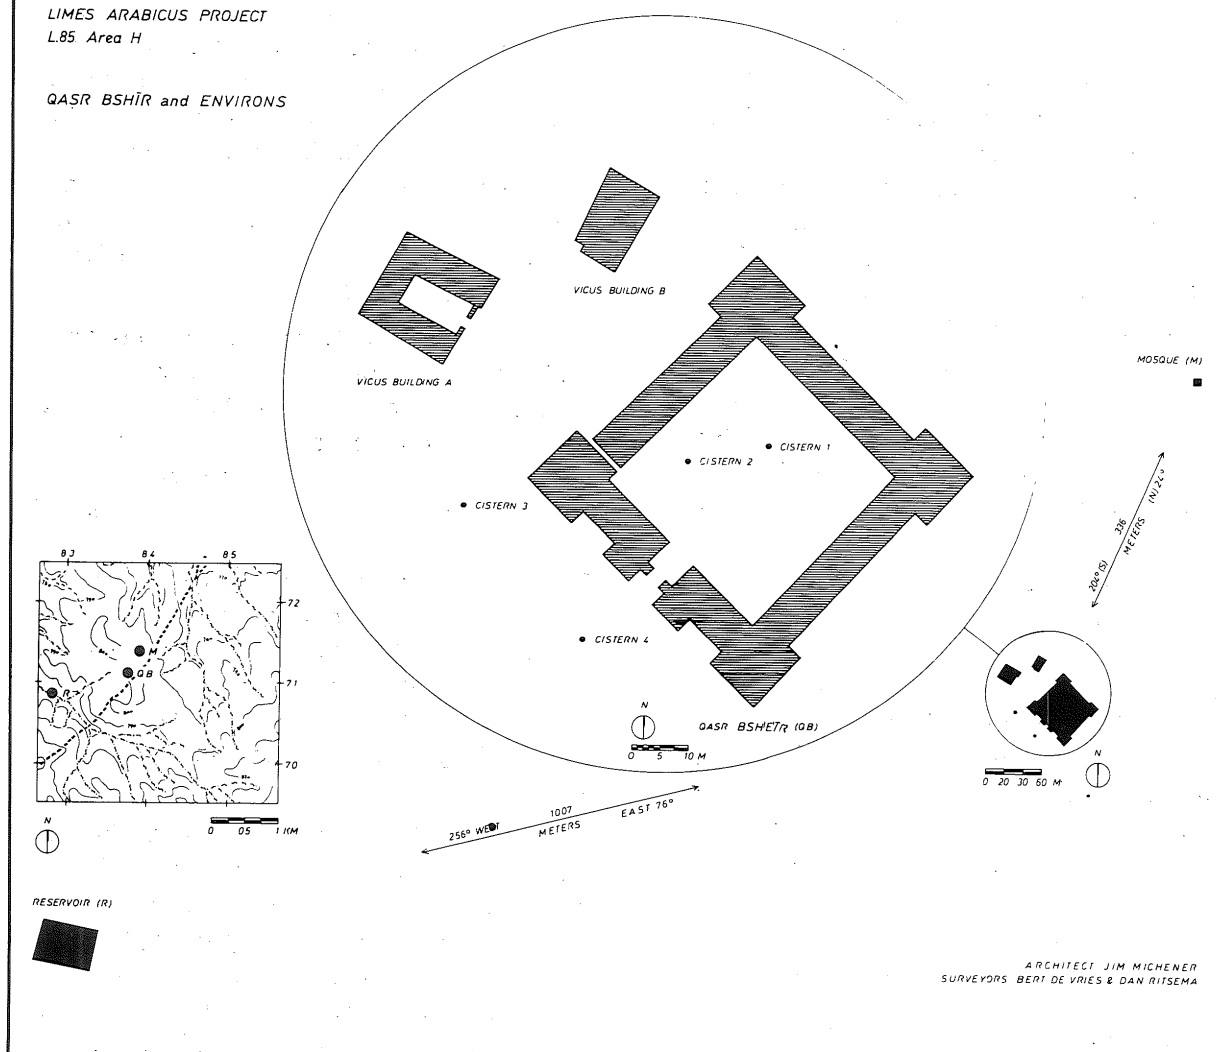 LIMES ARABICUS PROJECT
L.85 Area H
QASR BSHĪR and ENVIRONS
VICUS BUILDING B
VICUS BUILDING A
MOSQUE (M)
CISTERN 1
CISTERN 2
CISTERN 3
CISTERN 4
336
METERS
(N) 24°
204° (S)
83 84 85
72
71
70
M
QB
R
N
0 05 1 KM
N
QASR BSHEIR (QB)
0 5 10 M
N
0 20 30 60 M
256° WEST
1007
METERS
EAST 76°
RESERVOIR (R)
ARCHITECT JIM MICHENER
SURVEYORS BERT DE VRIES & DAN RITSEMA